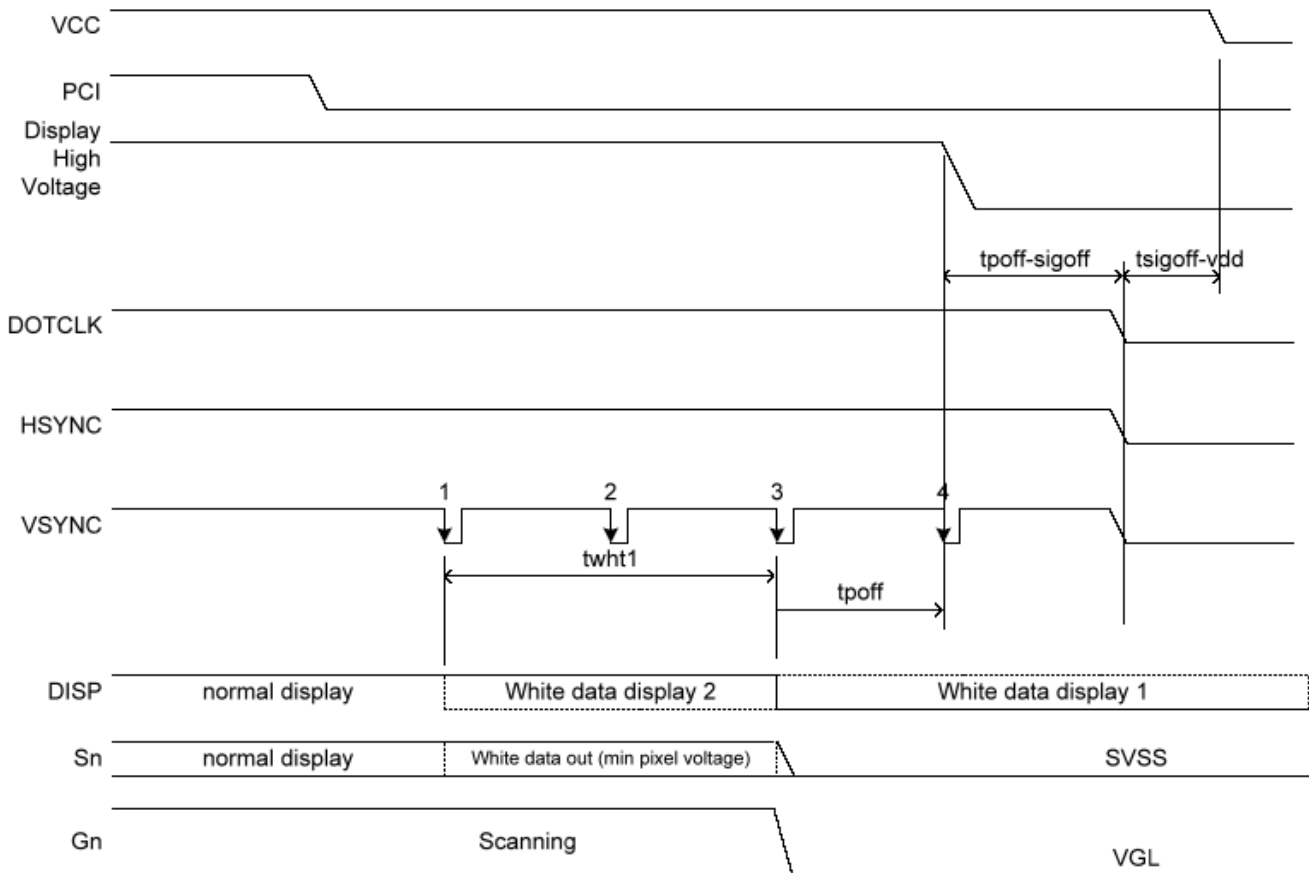 VCC
PCI
Display
High
Voltage
tpoff-sigoff
tsigoff-vdd
DOTCLK
HSYNC
1 2 3 4
VSYNC
twht1
tpoff
DISP normal display White data display 2 White data display 1
Sn normal display White data out (min pixel voltage) SVSS
Gn Scanning VGL